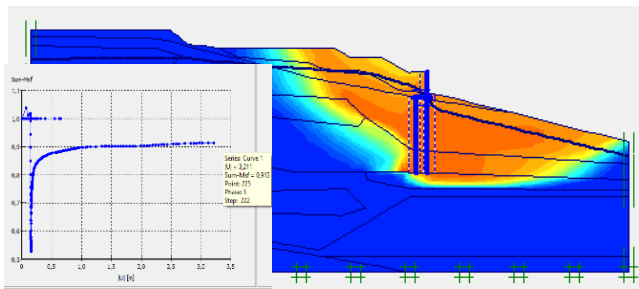 Sum-Msf
1,1
1,0
0,9
0,8
0,7
0,6
0,5
0 0,5 1,0 1,5 2,0 2,5 3,0 3,5
|U| [m]
Series: Curve 1
|U| = 3,211
Sum-Msf = 0,913
Point: 225
Phase: 3
Step: 222